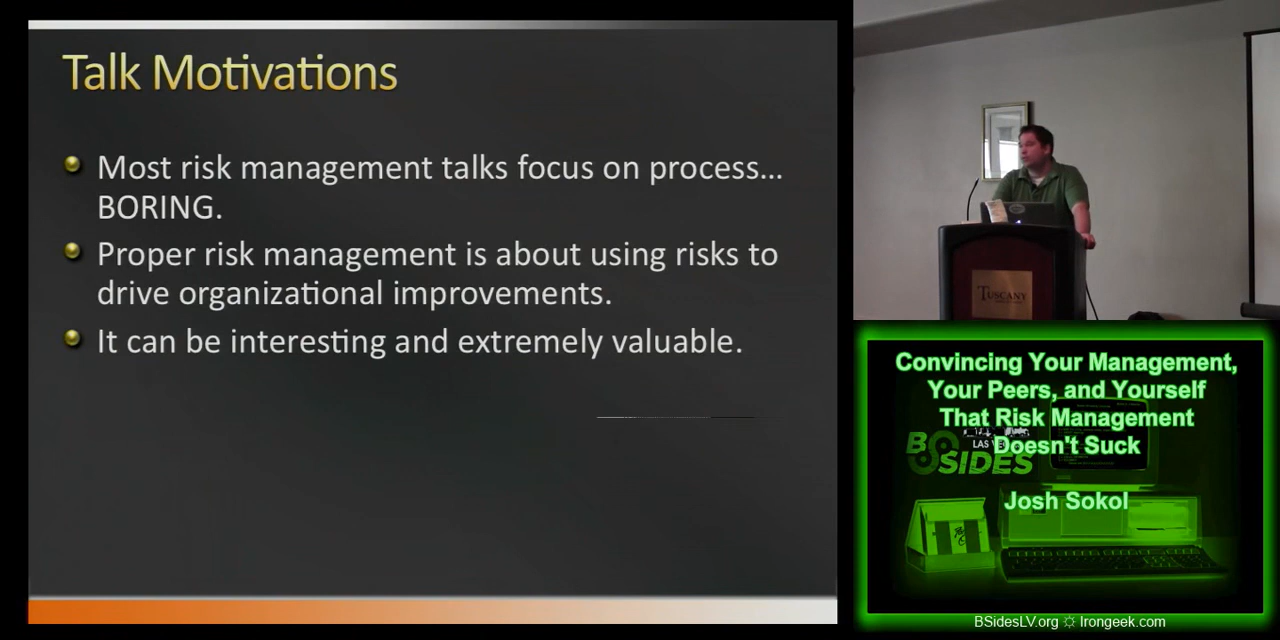 Talk Motivations
Most risk management talks focus on process...
BORING.
Proper risk management is about using risks to
drive organizational improvements.
It can be interesting and extremely valuable.
TUSCANY
Convincing Your Management,
Your Peers, and Yourself
That Risk Management
Doesn't Suck
LAS VE
BSIDES
Josh Sokol
BSidesLV.org ☼ Irongeek.com